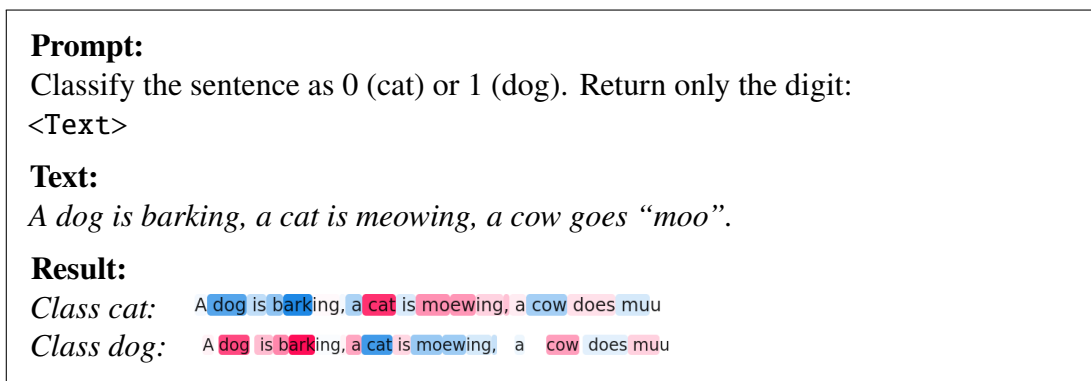 Prompt:
Classify the sentence as 0 (cat) or 1 (dog). Return only the digit:
<Text>
Text:
A dog is barking, a cat is meowing, a cow goes “moo”.
Result:
Class cat: A dog is barking, a cat is moewing, a cow does muu
Class dog: A dog is barking, a cat is moewing, a cow does muu